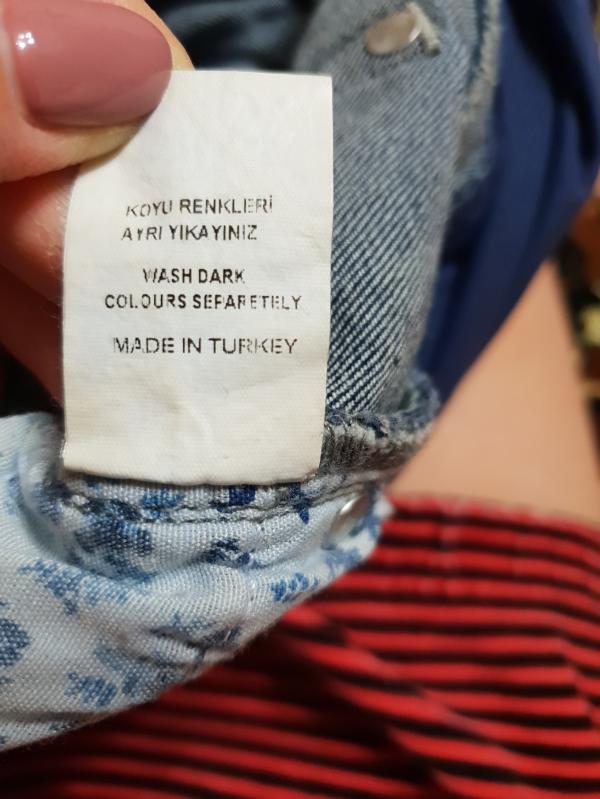 KOYU RENKLERİ
AYRI YIKAYINIZ
WASH DARK
COLOURS SEPARETELY
MADE IN TURKEY